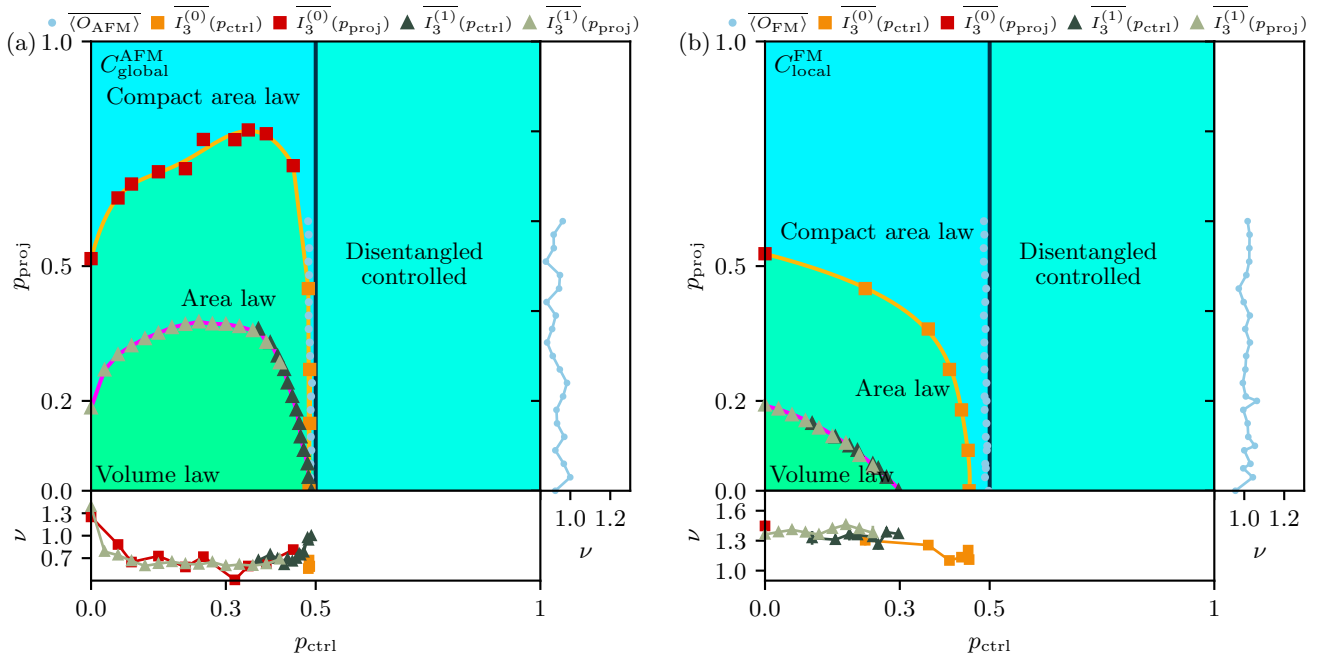 ⟨O_AFM⟩ I_3^(0)(p_ctrl) I_3^(0)(p_proj) I_3^(1)(p_ctrl) I_3^(1)(p_proj)
(a)
C_global^AFM
Compact area law
Area law
Volume law
Disentangled
controlled
p_proj
1.0
0.5
0.2
0.0
ν
1.3
1.0
0.7
0.0 0.3 0.5 1
p_ctrl
1.0 1.2
ν
⟨O_FM⟩ I_3^(0)(p_ctrl) I_3^(0)(p_proj) I_3^(1)(p_ctrl) I_3^(1)(p_proj)
(b)
C_local^FM
Compact area law
Area law
Volume law
Disentangled
controlled
p_proj
1.0
0.5
0.2
0.0
ν
1.6
1.3
1.0
0.0 0.3 0.5 1
p_ctrl
1.0 1.2
ν